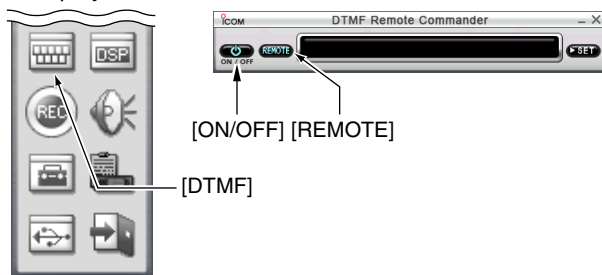 ICOM DTMF Remote Commander
ON / OFF REMOTE SET
DSP
REC
[ON/OFF] [REMOTE]
[DTMF]